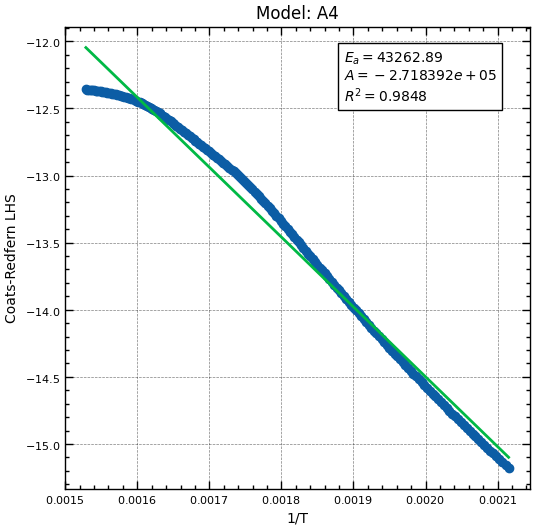 Model: A4
E_a = 43262.89
A = −2.718392e + 05
R² = 0.9848
Coats-Redfern LHS
−12.0
−12.5
−13.0
−13.5
−14.0
−14.5
−15.0
0.0015 0.0016 0.0017 0.0018 0.0019 0.0020 0.0021
1/T